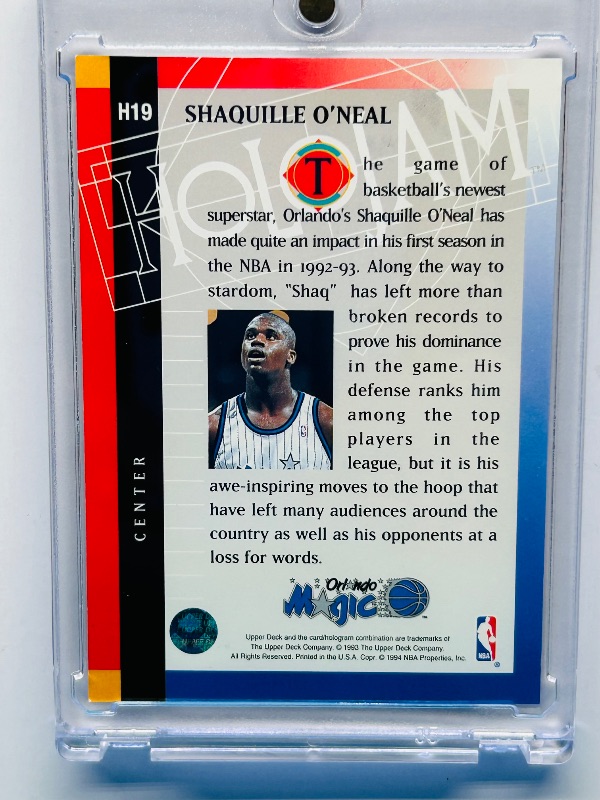 H19
SHAQUILLE O'NEAL
HOLOJAM
The game of
basketball's newest
superstar, Orlando's Shaquille O'Neal has
made quite an impact in his first season in
the NBA in 1992-93. Along the way to
stardom, "Shaq" has left more than
broken records to
prove his dominance
in the game. His
defense ranks him
among the top
players in the
league, but it is his
awe-inspiring moves to the hoop that
have left many audiences around the
country as well as his opponents at a
loss for words.
CENTER
Orlando
Magic
Upper Deck and the card/hologram combination are trademarks of
The Upper Deck Company. © 1993 The Upper Deck Company.
All Rights Reserved. Printed in the U.S.A. Copr. © 1994 NBA Properties, Inc.
NBA